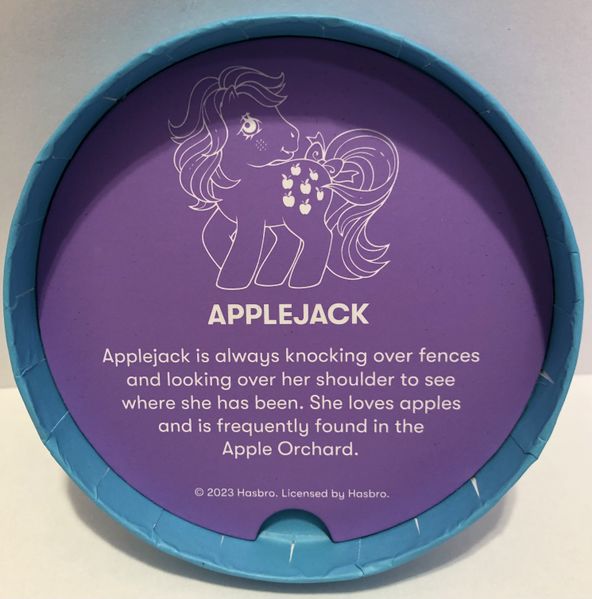 APPLEJACK
Applejack is always knocking over fences
and looking over her shoulder to see
where she has been. She loves apples
and is frequently found in the
Apple Orchard.
© 2023 Hasbro. Licensed by Hasbro.